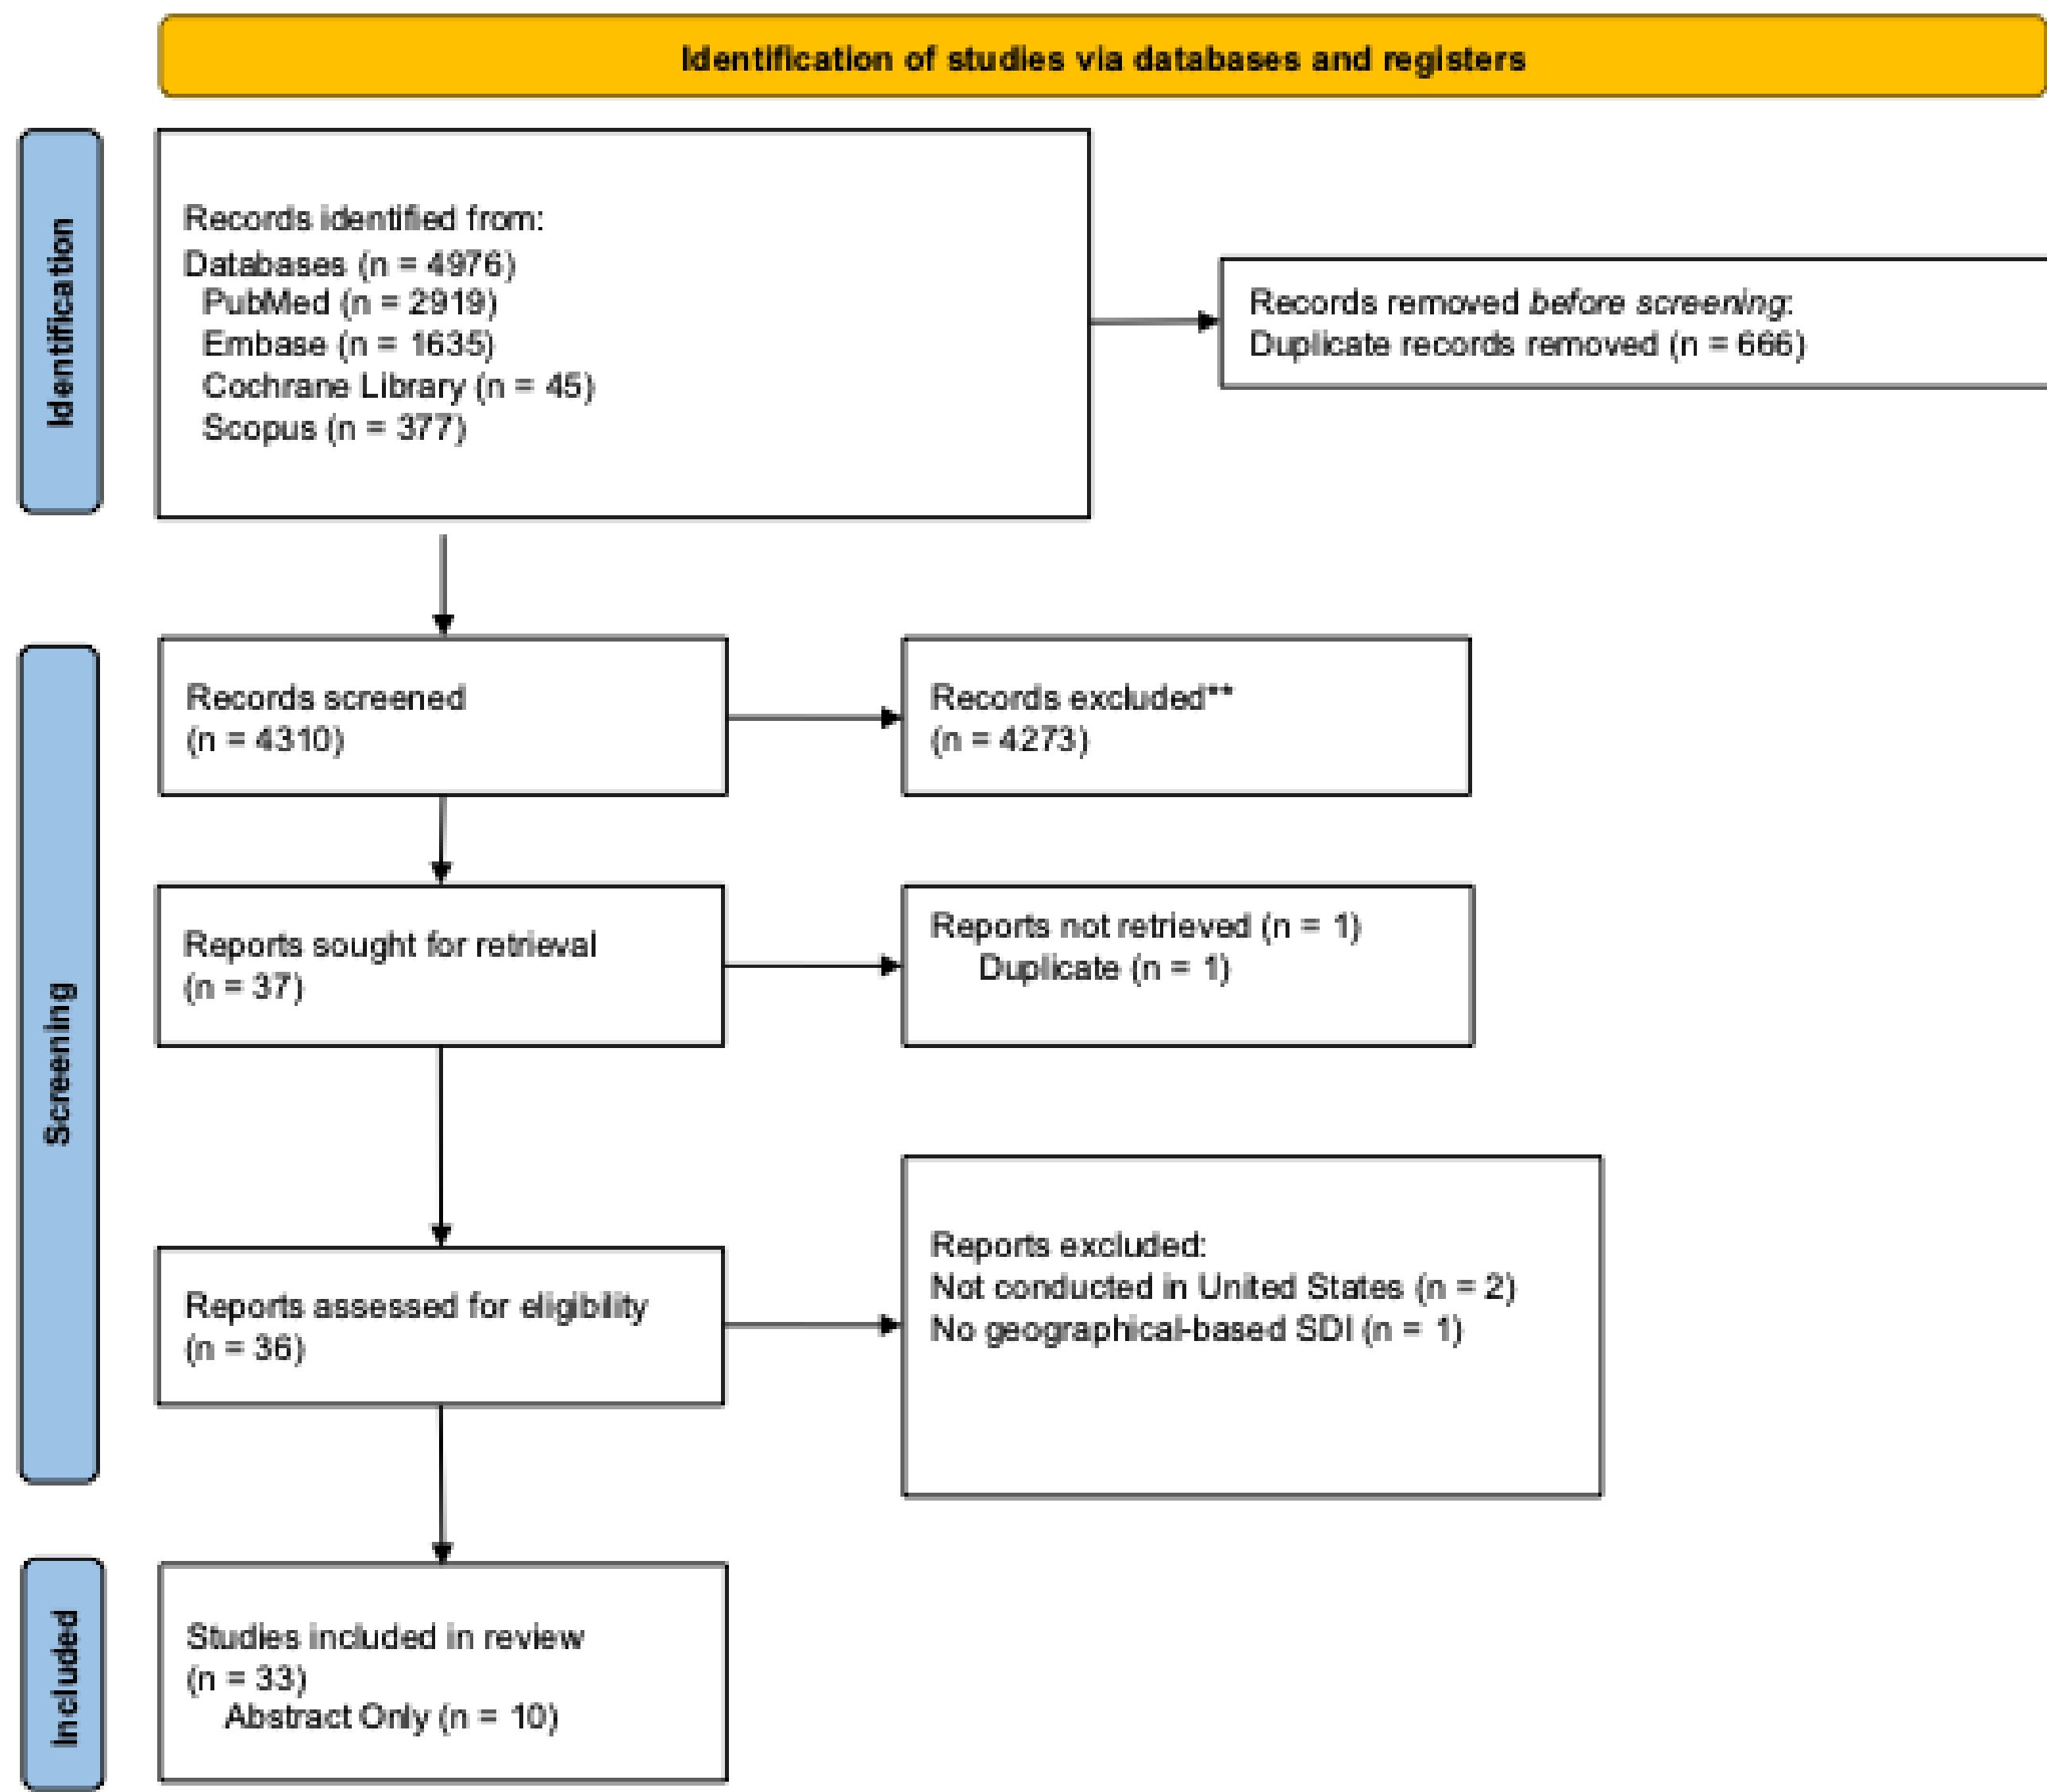 Identification of studies via databases and registers
Identification
Records identified from:
Databases (n = 4976)
PubMed (n = 2919)
Embase (n = 1635)
Cochrane Library (n = 45)
Scopus (n = 377)
Records removed before screening:
Duplicate records removed (n = 666)
Screening
Records screened
(n = 4310)
Records excluded**
(n = 4273)
Reports sought for retrieval
(n = 37)
Reports not retrieved (n = 1)
Duplicate (n = 1)
Reports assessed for eligibility
(n = 36)
Reports excluded:
Not conducted in United States (n = 2)
No geographical-based SDI (n = 1)
Included
Studies included in review
(n = 33)
Abstract Only (n = 10)